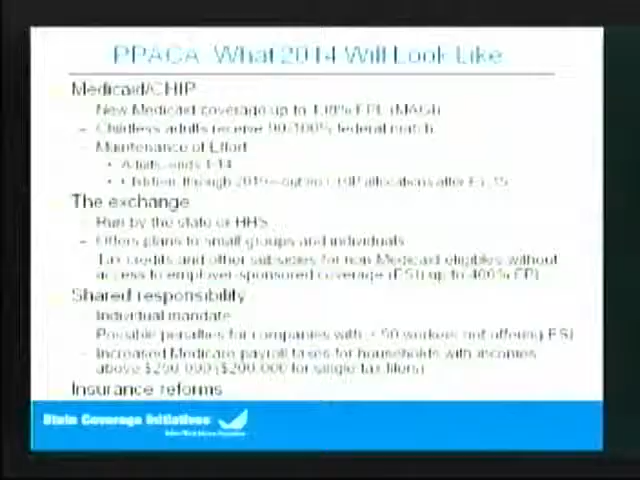 PPACA What 2014 Will Look Like
Medicaid/CHIP
New Medicaid coverage up to 138% FPL (MAGI)
– Childless adults receive 90/100% federal match
– Maintenance of Effort
• Adults ends 1-14
• Children through 2019 – but no CHIP allocations after
The exchange
Run by the state or HHS
– Offers plans to small groups and individuals
Tax credits and other subsidies for non Medicaid eligibles without
access to employer-sponsored coverage (ESI) up to 400% FPL
Shared responsibility
Individual mandate
Possible penalties for companies with 50 workers not offering ESI
– Increased Medicare payroll taxes for households with incomes
above $250,000 ($200,000 for single tax filers)
Insurance reforms
State Coverage Initiatives